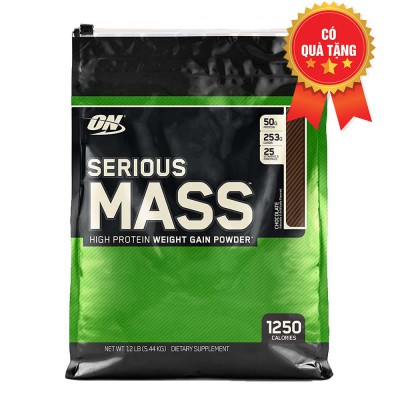 CÓ
QUÀ TẶNG
ON
50g
253g
25
SERIOUS
MASS
HIGH PROTEIN WEIGHT GAIN POWDER
CHOCOLATE
1250
CALORIES
NET WT. 12 LB (5.44 KG) DIETARY SUPPLEMENT